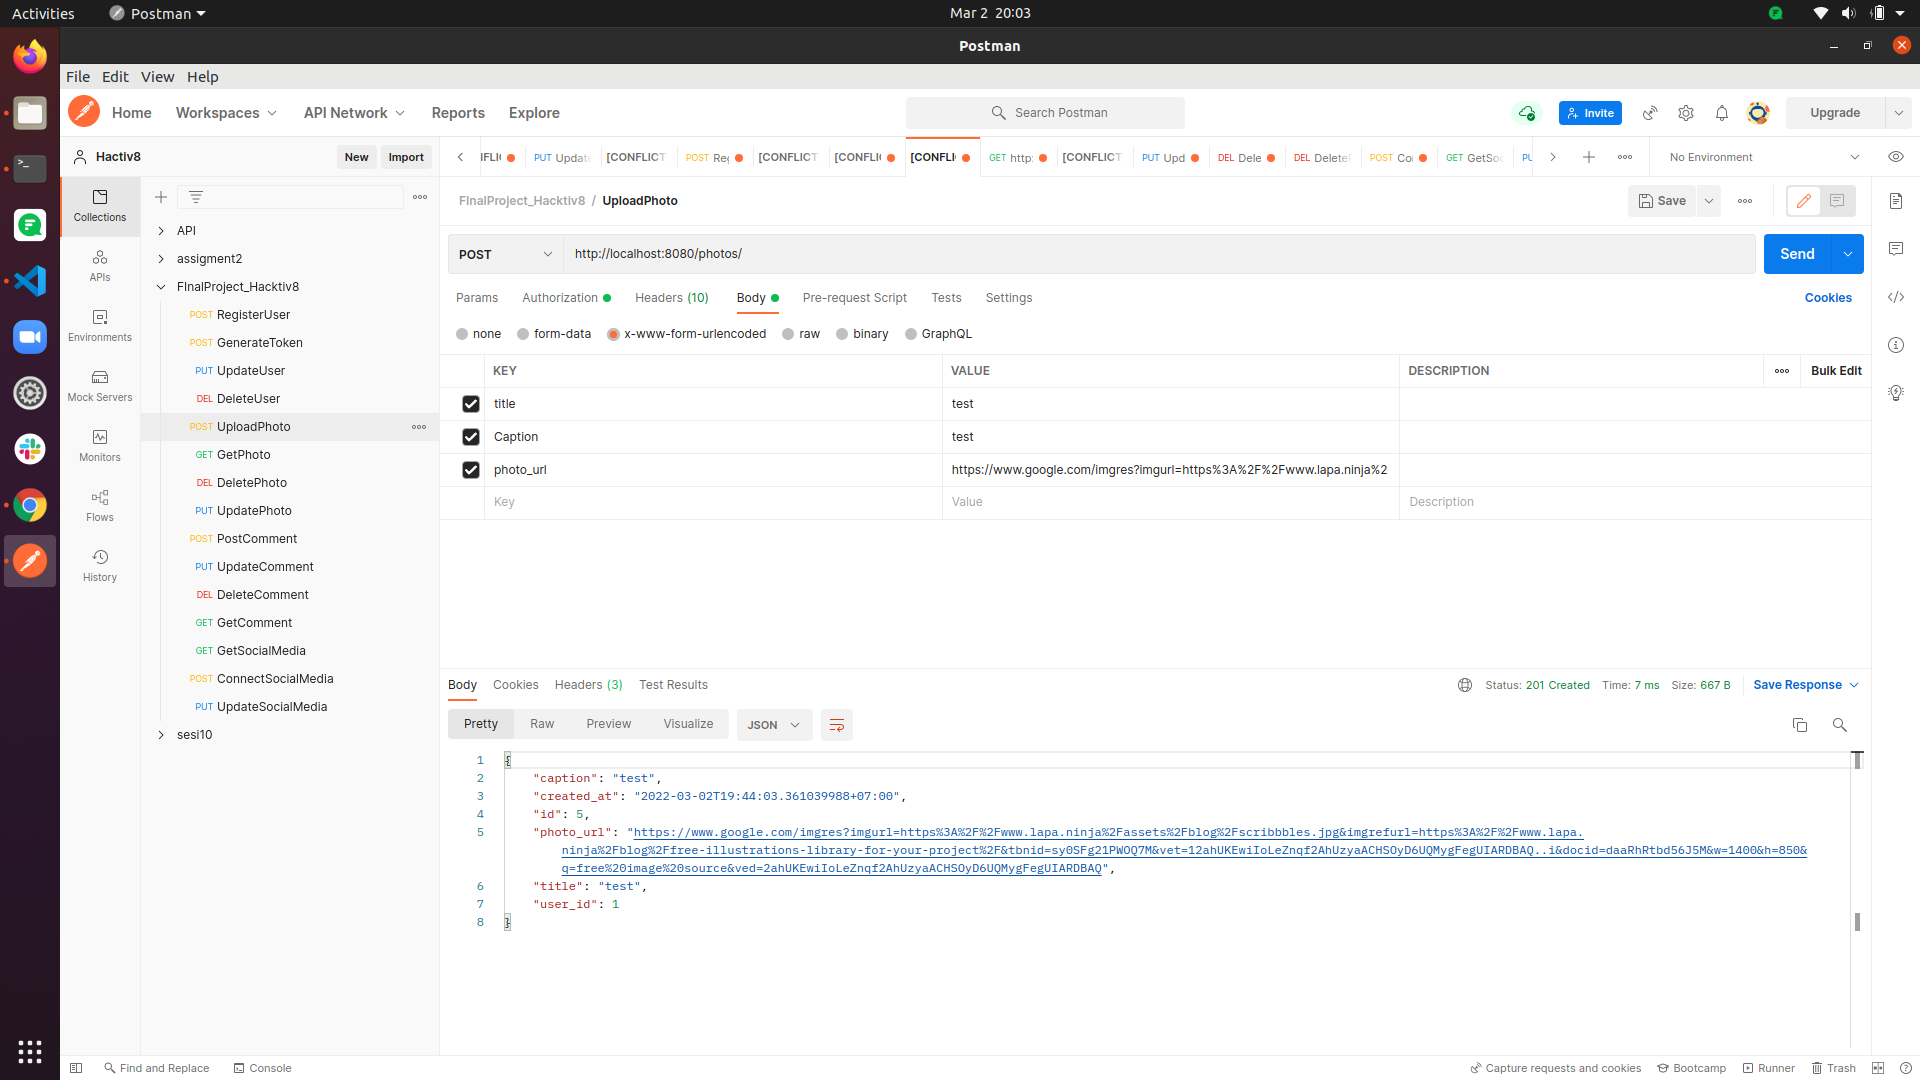 Activities
Postman
Mar 2 20:03
Postman
File Edit View Help
Home
Workspaces
API Network
Reports
Explore
Search Postman
Invite
Upgrade
Hactiv8
New
Import
PUT Update
[CONFLICT
POST Reg
[CONFLICT
[CONFLI
[CONFLI
GET http:
[CONFLICT
PUT Upd
DEL Dele
DEL DeleteP
POST Co
GET GetSo
No Environment
Collections
APIs
Environments
Mock Servers
Monitors
Flows
History
API
assigment2
FInalProject_Hacktiv8
POST RegisterUser
POST GenerateToken
PUT UpdateUser
DEL DeleteUser
POST UploadPhoto
GET GetPhoto
DEL DeletePhoto
PUT UpdatePhoto
POST PostComment
PUT UpdateComment
DEL DeleteComment
GET GetComment
GET GetSocialMedia
POST ConnectSocialMedia
PUT UpdateSocialMedia
sesi10
FInalProject_Hacktiv8 / UploadPhoto
Save
POST
http://localhost:8080/photos/
Send
Params
Authorization
Headers (10)
Body
Pre-request Script
Tests
Settings
Cookies
none
form-data
x-www-form-urlencoded
raw
binary
GraphQL
KEY VALUE DESCRIPTION Bulk Edit
title test
Caption test
photo_url https://www.google.com/imgres?imgurl=https%3A%2F%2Fwww.lapa.ninja%2
Key Value Description
Body
Cookies
Headers (3)
Test Results
Status: 201 Created
Time: 7 ms
Size: 667 B
Save Response
Pretty
Raw
Preview
Visualize
JSON
1 {
2 "caption": "test",
3 "created_at": "2022-03-02T19:44:03.361039988+07:00",
4 "id": 5,
5 "photo_url": "https://www.google.com/imgres?imgurl=https%3A%2F%2Fwww.lapa.ninja%2Fassets%2Fblog%2Fscribbbles.jpg&imgrefurl=https%3A%2F%2Fwww.lapa.
ninja%2Fblog%2Ffree-illustrations-library-for-your-project%2F&tbnid=sy0SFg21PWOQ7M&vet=12ahUKEwiIoLeZnqf2AhUzyaACHSOyD6UQMygFegUIARDBAQ..i&docid=daaRhRtbd56J5M&w=1400&h=850&
q=free%20image%20source&ved=2ahUKEwiIoLeZnqf2AhUzyaACHSOyD6UQMygFegUIARDBAQ",
6 "title": "test",
7 "user_id": 1
8 }
Find and Replace
Console
Capture requests and cookies
Bootcamp
Runner
Trash